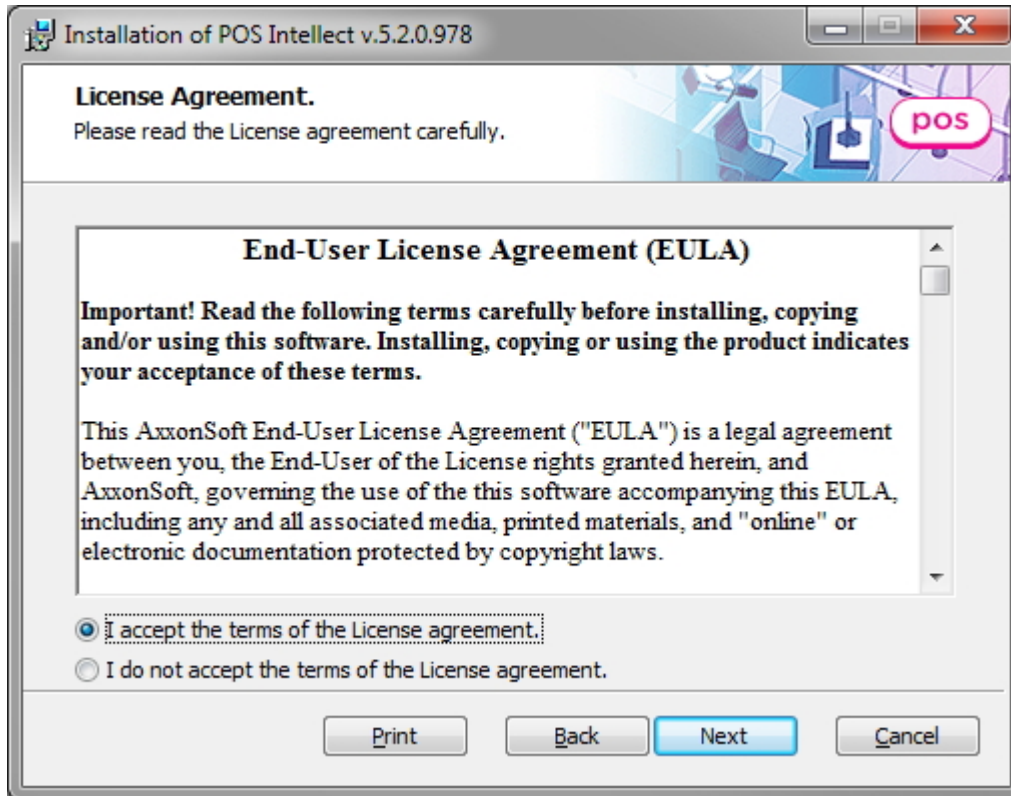 Installation of POS Intellect v.5.2.0.978
License Agreement.
Please read the License agreement carefully.
pos
End-User License Agreement (EULA)
Important! Read the following terms carefully before installing, copying
and/or using this software. Installing, copying or using the product indicates
your acceptance of these terms.
This AxxonSoft End-User License Agreement ("EULA") is a legal agreement
between you, the End-User of the License rights granted herein, and
AxxonSoft, governing the use of the this software accompanying this EULA,
including any and all associated media, printed materials, and "online" or
electronic documentation protected by copyright laws.
I accept the terms of the License agreement.
I do not accept the terms of the License agreement.
Print Back Next Cancel